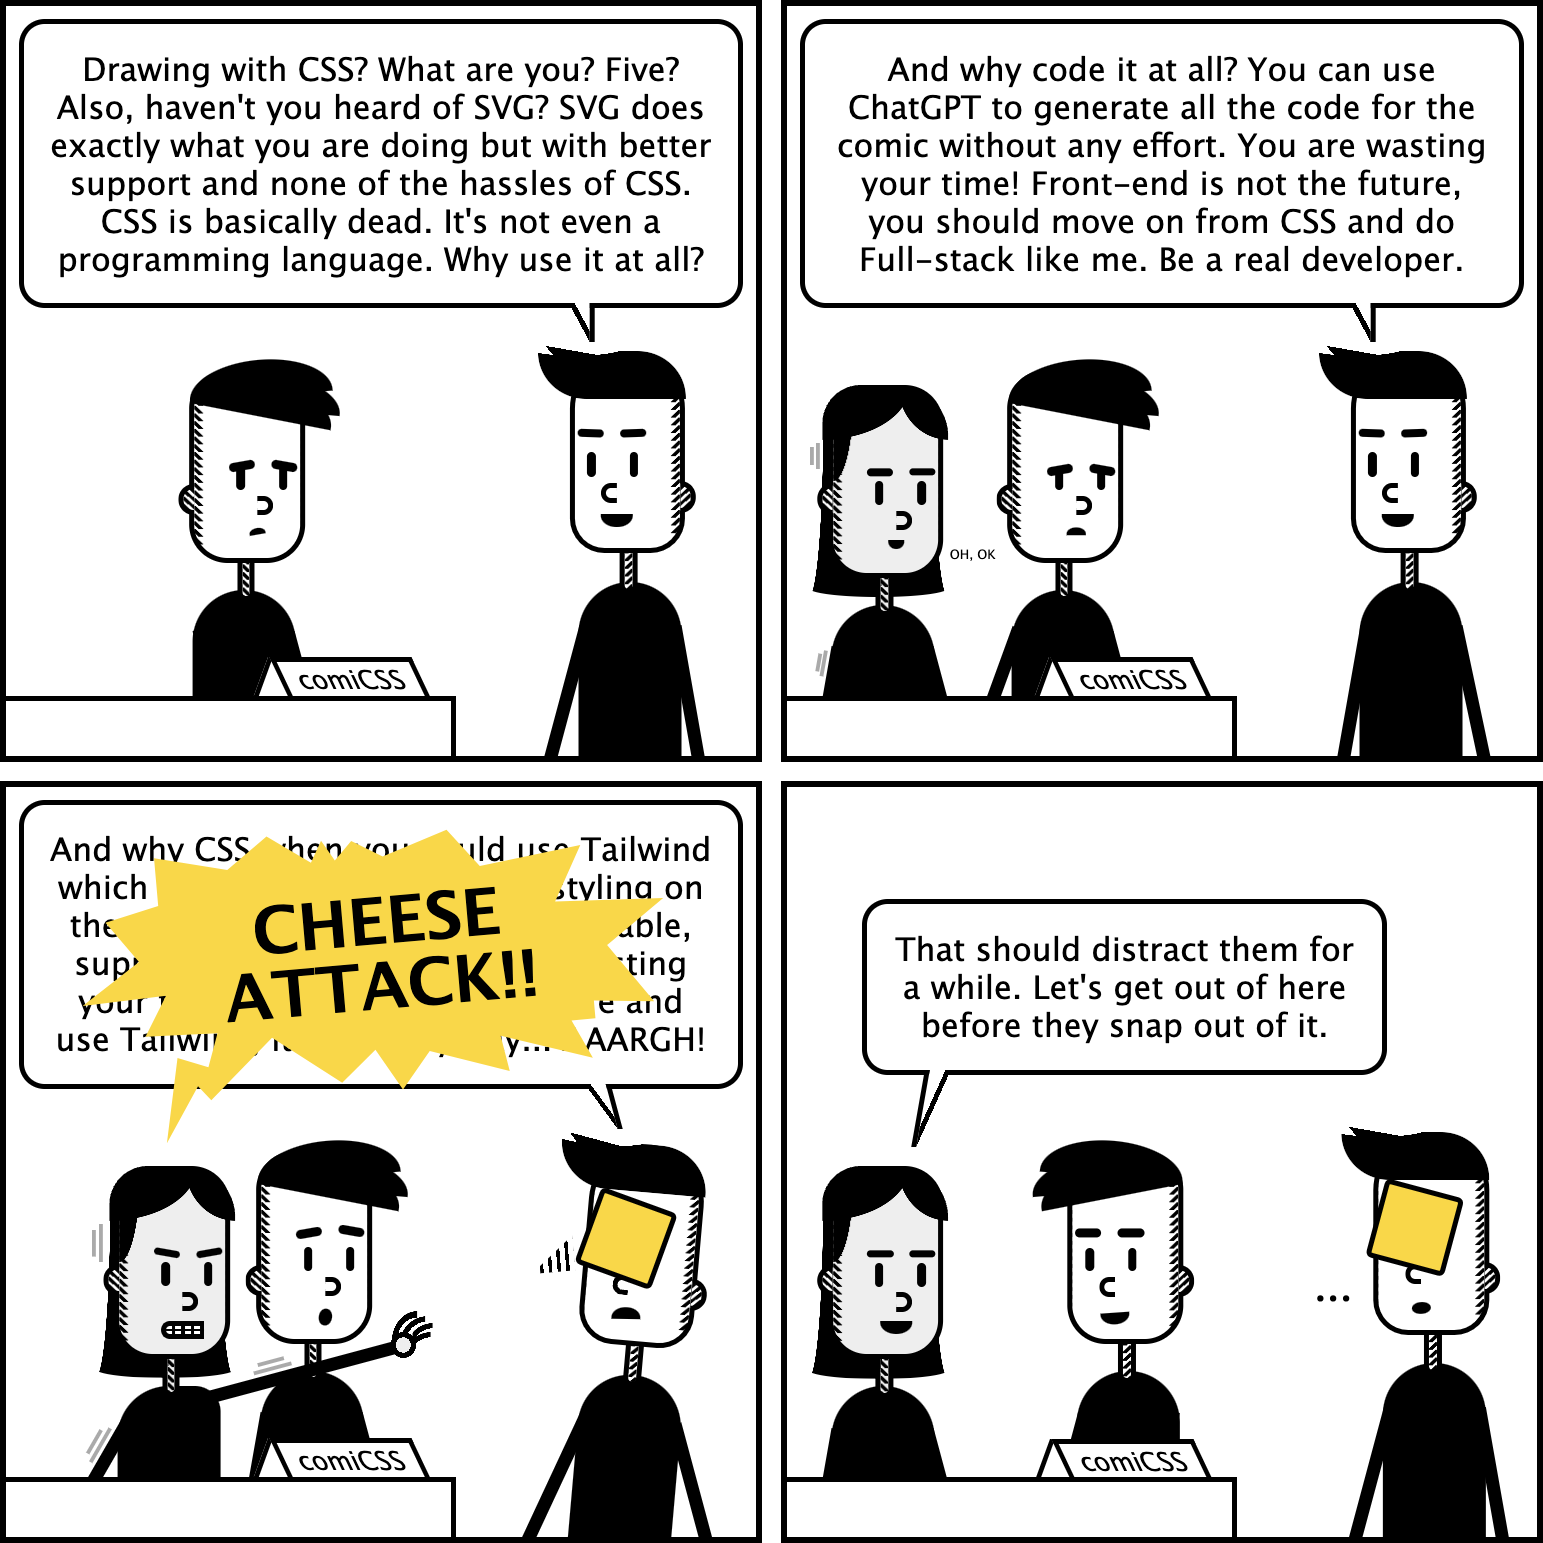 Drawing with CSS? What are you? Five?
Also, haven't you heard of SVG? SVG does
exactly what you are doing but with better
support and none of the hassles of CSS.
CSS is basically dead. It's not even a
programming language. Why use it at all?
comiCSS
And why code it at all? You can use
ChatGPT to generate all the code for the
comic without any effort. You are wasting
your time! Front-end is not the future,
you should move on from CSS and do
Full-stack like me. Be a real developer.
OH, OK
comiCSS
And why CSS when you could use Tailwind
which styling on
the
your and
use Tailwind AARGH!
CHEESE
ATTACK!!
comiCSS
That should distract them for
a while. Let's get out of here
before they snap out of it.
...
comiCSS